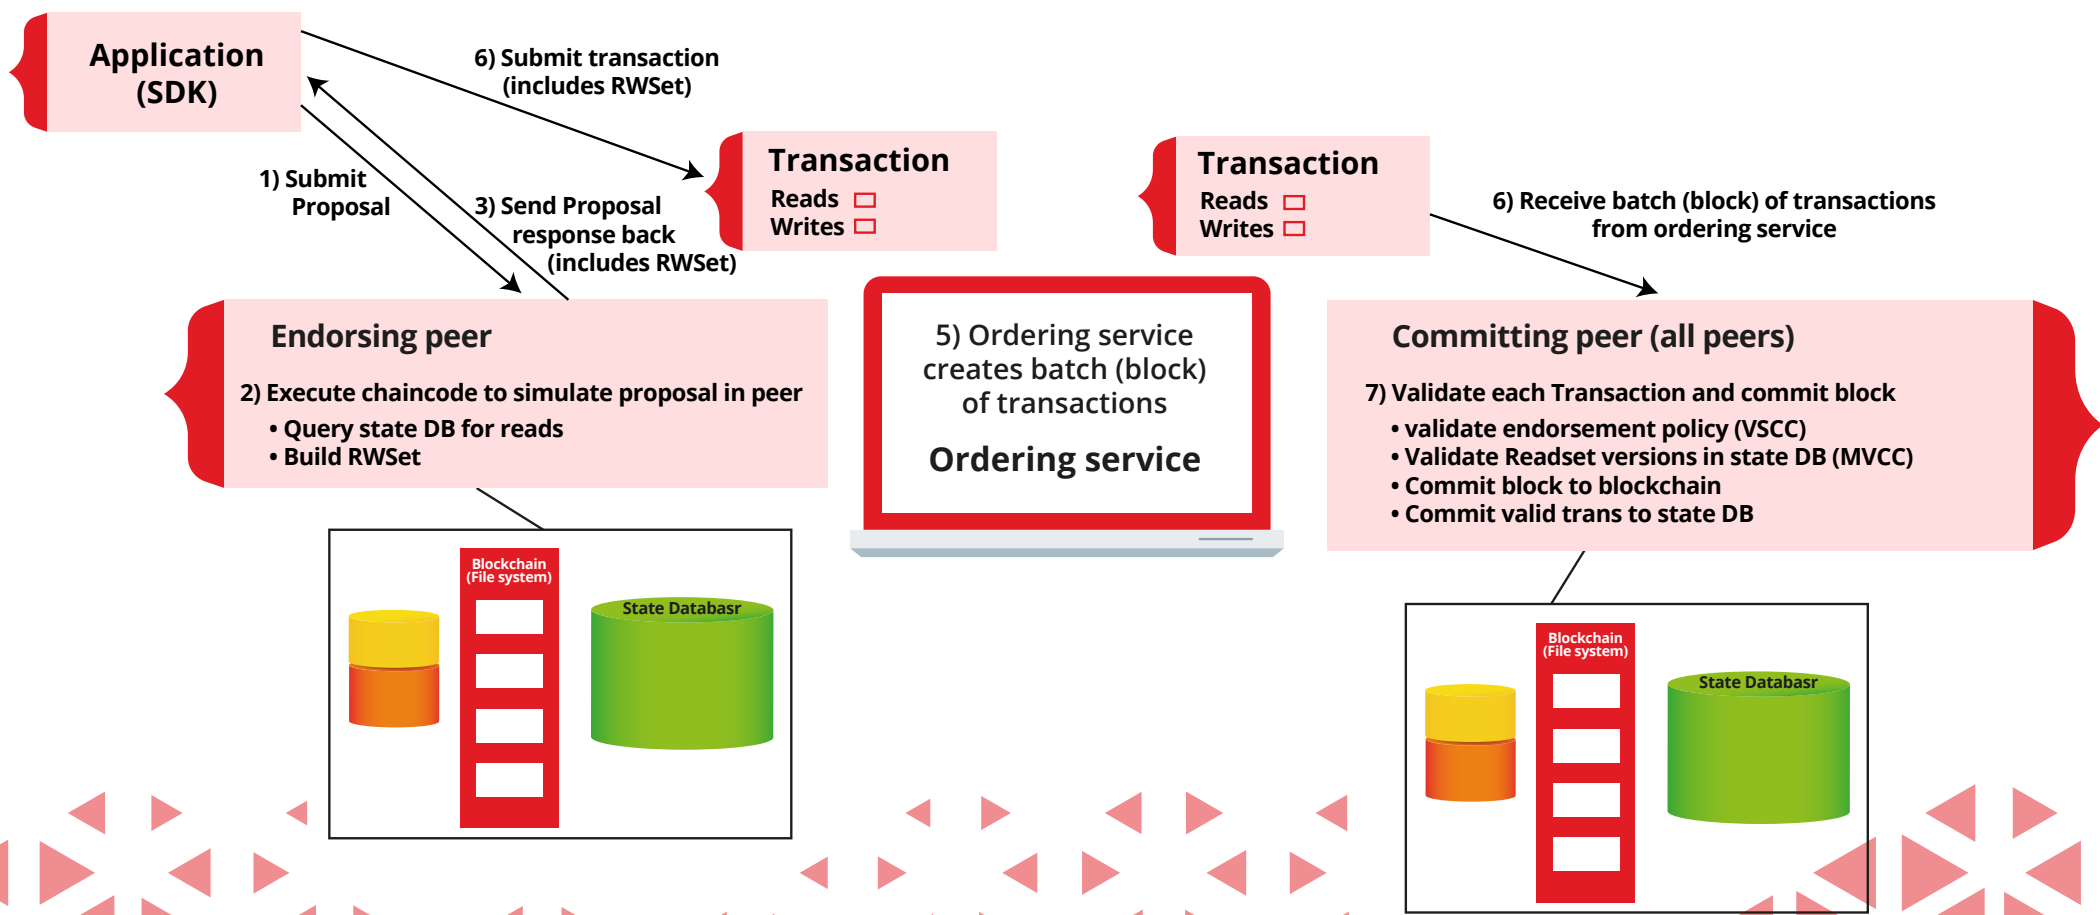 Application
(SDK)
6) Submit transaction
(includes RWSet)
1) Submit
Proposal
3) Send Proposal
response back
(includes RWSet)
Transaction
Reads
Writes
Transaction
Reads
Writes
6) Receive batch (block) of transactions
from ordering service
Endorsing peer
2) Execute chaincode to simulate proposal in peer
• Query state DB for reads
• Build RWSet
5) Ordering service
creates batch (block)
of transactions
Ordering service
Committing peer (all peers)
7) Validate each Transaction and commit block
• validate endorsement policy (VSCC)
• Validate Readset versions in state DB (MVCC)
• Commit block to blockchain
• Commit valid trans to state DB
Blockchain
(File system)
State Databasr
Blockchain
(File system)
State Databasr